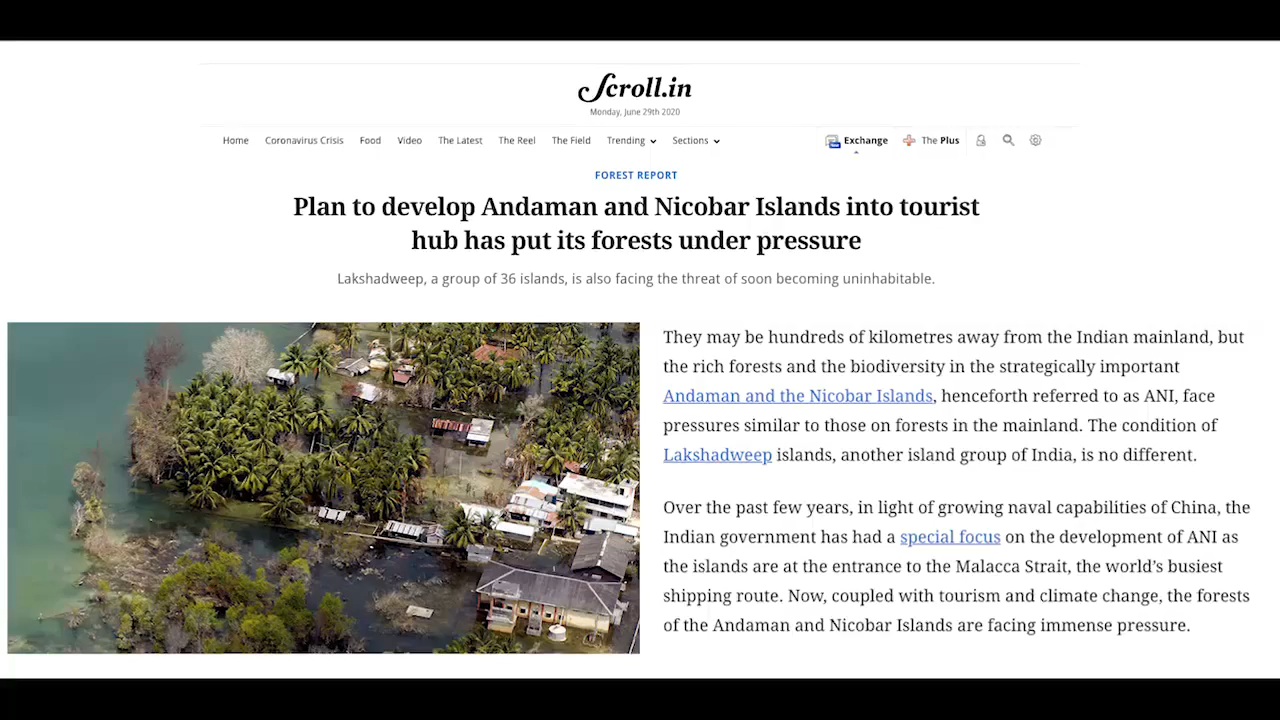 Scroll.in
Monday, June 29th 2020
Home Coronavirus Crisis Food Video The Latest The Reel The Field Trending Sections Exchange The Plus
FOREST REPORT
Plan to develop Andaman and Nicobar Islands into tourist
hub has put its forests under pressure
Lakshadweep, a group of 36 islands, is also facing the threat of soon becoming uninhabitable.
They may be hundreds of kilometres away from the Indian mainland, but
the rich forests and the biodiversity in the strategically important
Andaman and the Nicobar Islands, henceforth referred to as ANI, face
pressures similar to those on forests in the mainland. The condition of
Lakshadweep islands, another island group of India, is no different.
Over the past few years, in light of growing naval capabilities of China, the
Indian government has had a special focus on the development of ANI as
the islands are at the entrance to the Malacca Strait, the world's busiest
shipping route. Now, coupled with tourism and climate change, the forests
of the Andaman and Nicobar Islands are facing immense pressure.